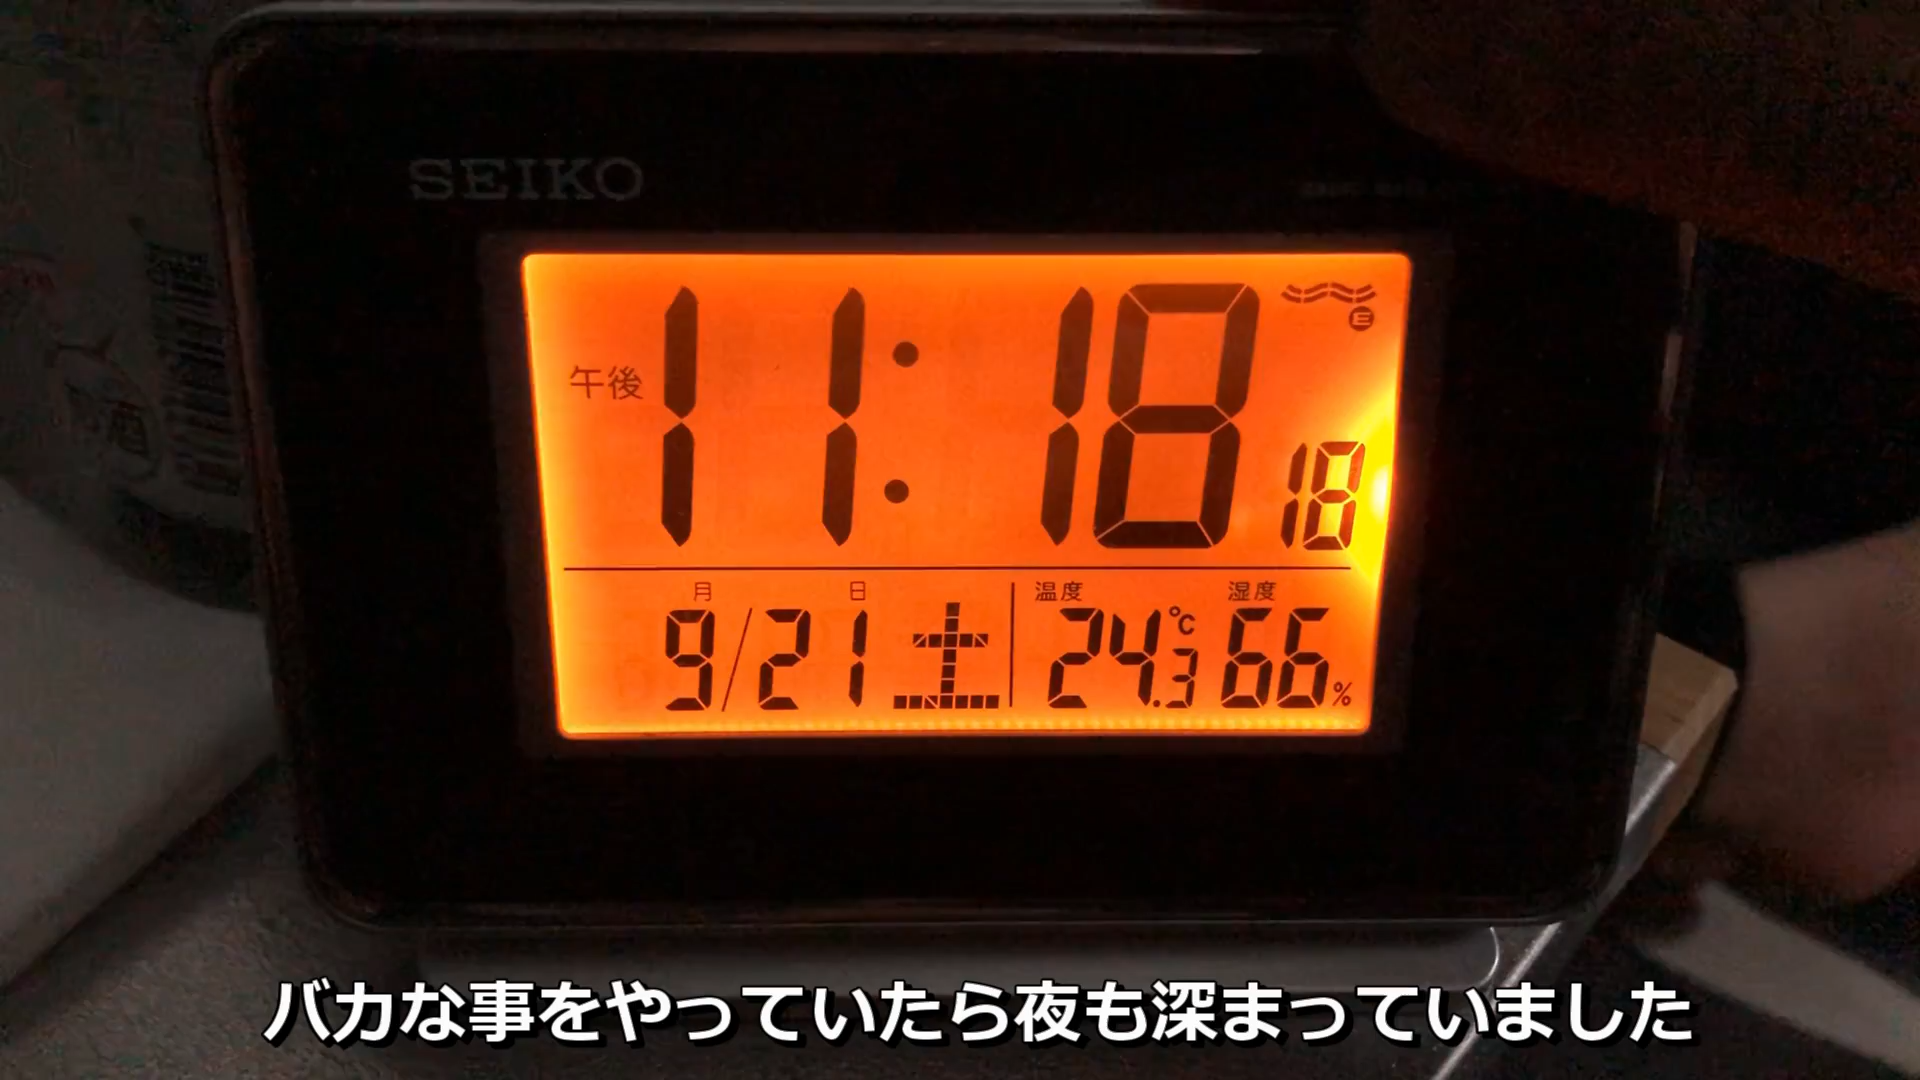 SEIKO
午後 11:18 18
E
月 日 温度 湿度
9/21 土 24.3℃ 66%
バカな事をやっていたら夜も深まっていました